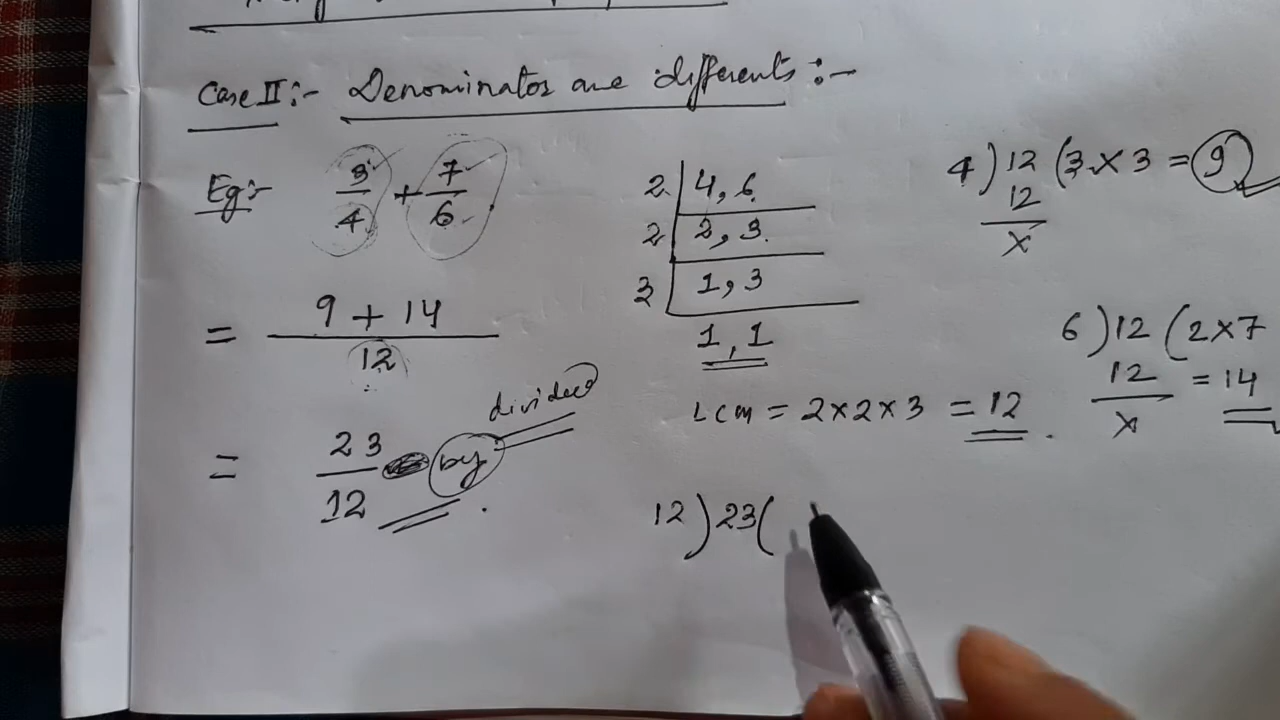 Case II :- Denominator are differents :-
Eg:- 3/4 + 7/6
= 9 + 14 / 12
= 23/12 by divided
2 | 4, 6
2 | 2, 3
3 | 1, 3
1, 1
LCM = 2×2×3 = 12.
4 ) 12 ( 3 × 3 = 9
12
x
6 ) 12 ( 2×7
12 = 14
x
12 ) 23 (